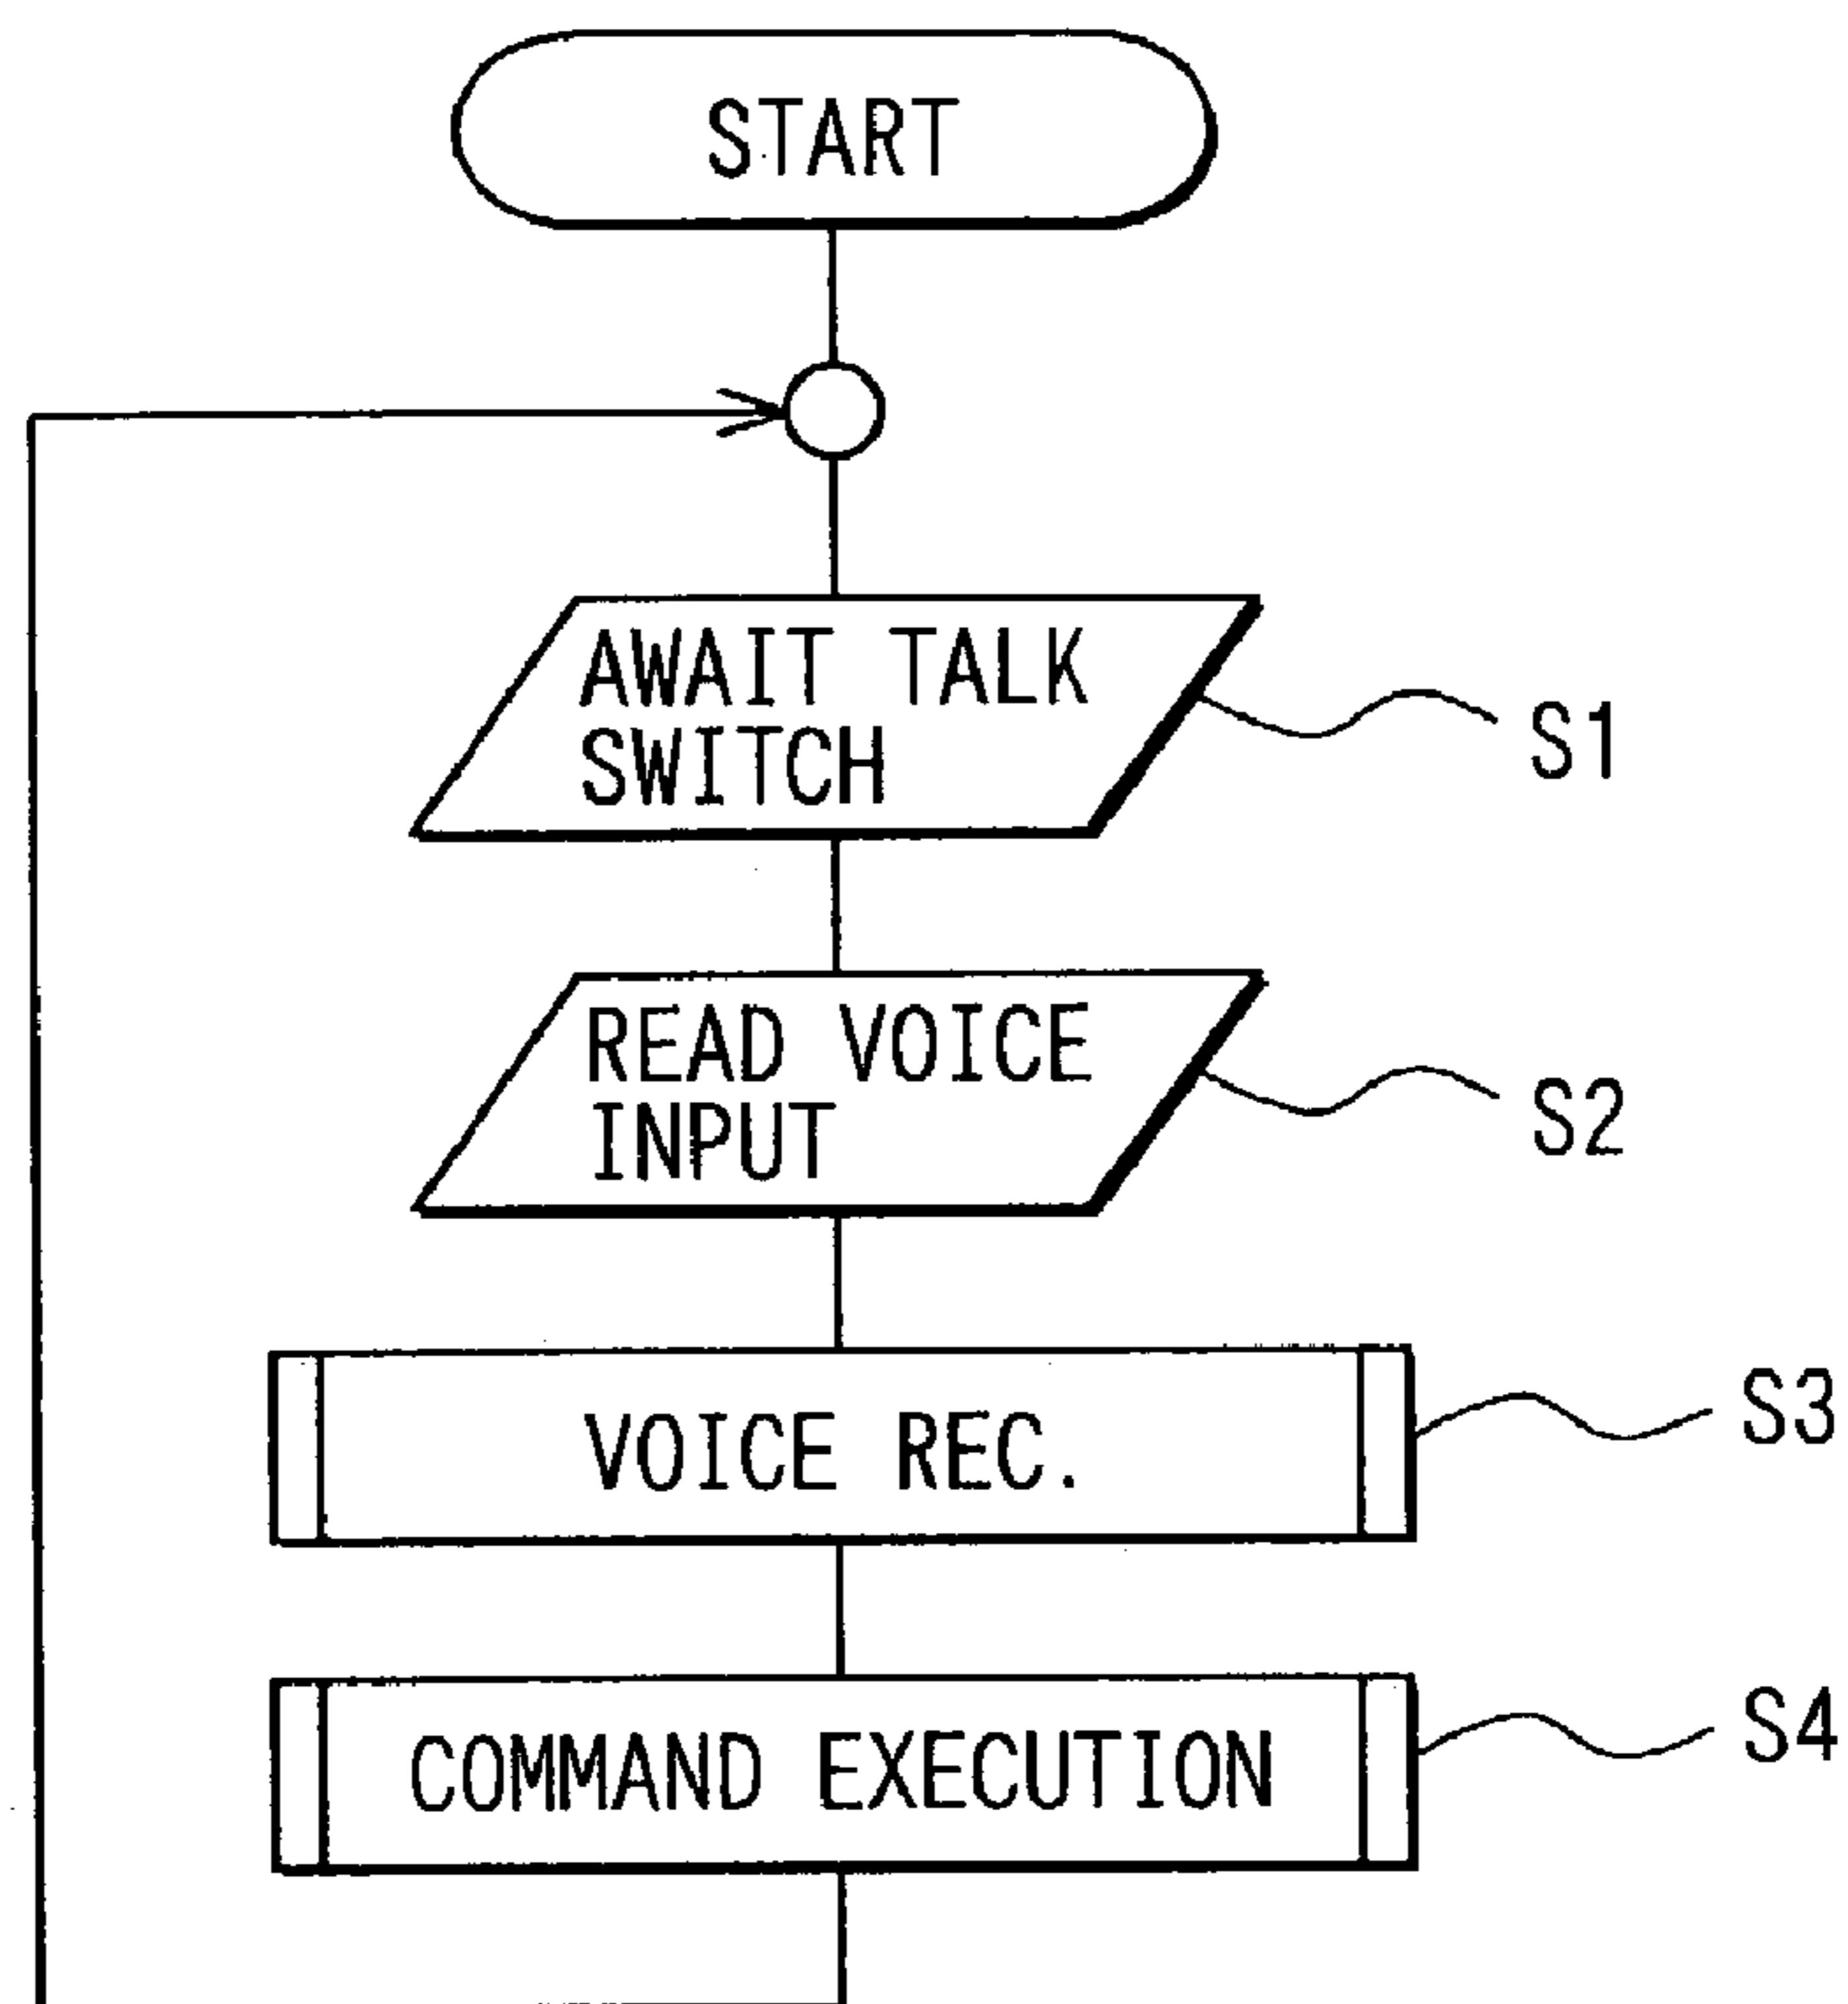 START
AWAIT TALK
SWITCH
S1
READ VOICE
INPUT
S2
VOICE REC.
S3
COMMAND EXECUTION
S4